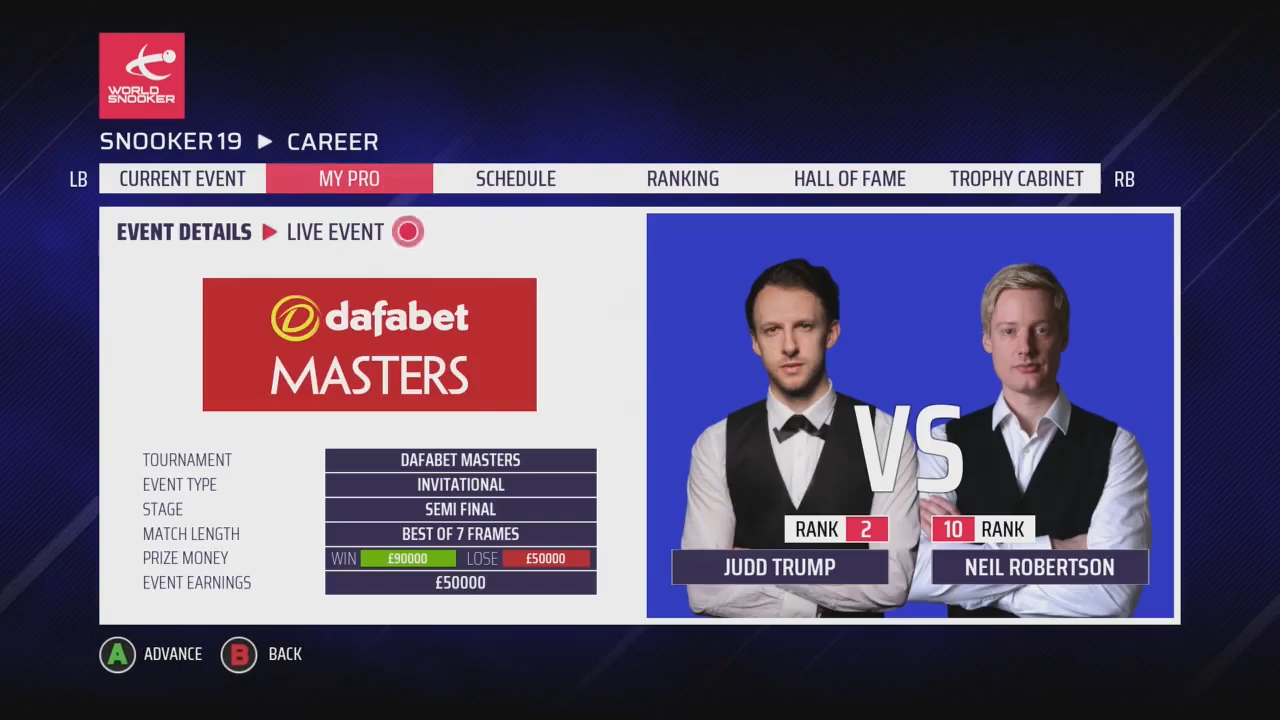 WORLD
SNOOKER
SNOOKER 19 ► CAREER
LB CURRENT EVENT MY PRO SCHEDULE RANKING HALL OF FAME TROPHY CABINET RB
EVENT DETAILS ► LIVE EVENT
dafabet
MASTERS
TOURNAMENT DAFABET MASTERS
EVENT TYPE INVITATIONAL
STAGE SEMI FINAL
MATCH LENGTH BEST OF 7 FRAMES
PRIZE MONEY WIN £90000 LOSE £50000
EVENT EARNINGS £50000
VS
RANK 2 10 RANK
JUDD TRUMP NEIL ROBERTSON
A ADVANCE B BACK